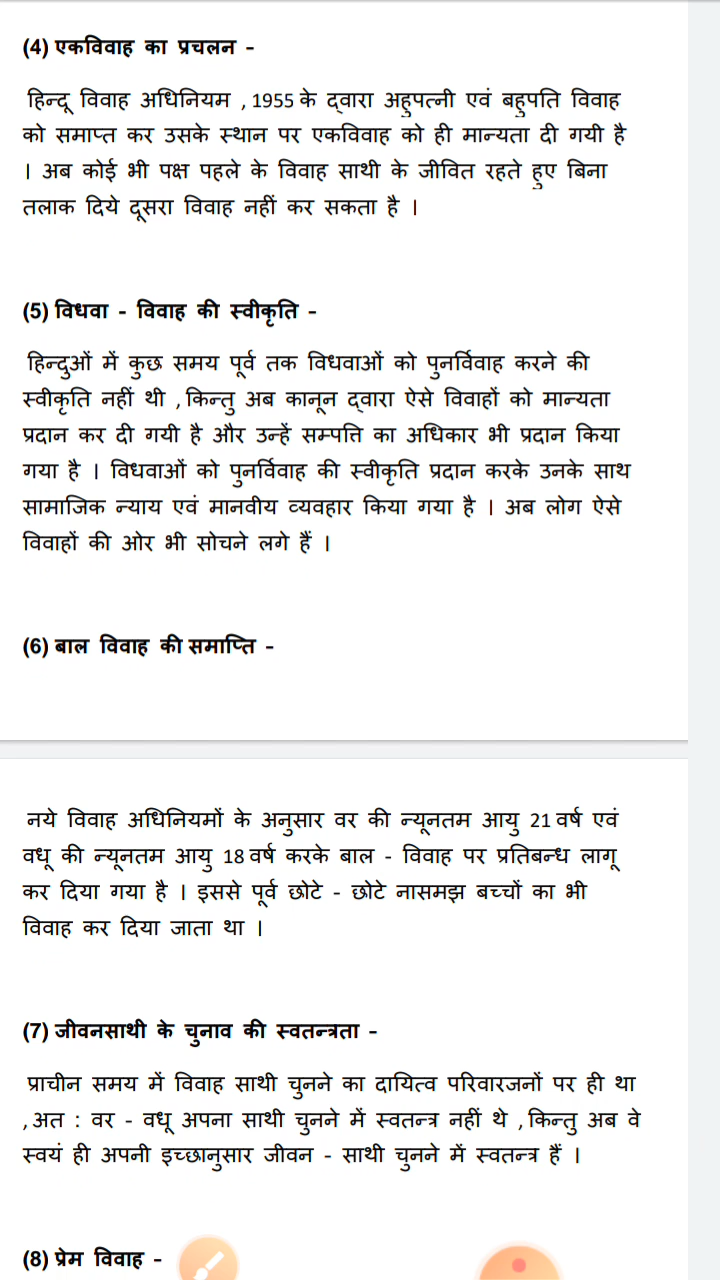 (4) एकविवाह का प्रचलन -
हिन्दू विवाह अधिनियम , 1955 के द्वारा अहुपत्नी एवं बहुपति विवाह
को समाप्त कर उसके स्थान पर एकविवाह को ही मान्यता दी गयी है
। अब कोई भी पक्ष पहले के विवाह साथी के जीवित रहते हुए बिना
तलाक दिये दूसरा विवाह नहीं कर सकता है ।
(5) विधवा - विवाह की स्वीकृति -
हिन्दुओं में कुछ समय पूर्व तक विधवाओं को पुनर्विवाह करने की
स्वीकृति नहीं थी , किन्तु अब कानून द्वारा ऐसे विवाहों को मान्यता
प्रदान कर दी गयी है और उन्हें सम्पत्ति का अधिकार भी प्रदान किया
गया है । विधवाओं को पुनर्विवाह की स्वीकृति प्रदान करके उनके साथ
सामाजिक न्याय एवं मानवीय व्यवहार किया गया है । अब लोग ऐसे
विवाहों की ओर भी सोचने लगे हैं ।
(6) बाल विवाह की समाप्ति -
नये विवाह अधिनियमों के अनुसार वर की न्यूनतम आयु 21 वर्ष एवं
वधू की न्यूनतम आयु 18 वर्ष करके बाल - विवाह पर प्रतिबन्ध लागू
कर दिया गया है । इससे पूर्व छोटे - छोटे नासमझ बच्चों का भी
विवाह कर दिया जाता था ।
(7) जीवनसाथी के चुनाव की स्वतन्त्रता -
प्राचीन समय में विवाह साथी चुनने का दायित्व परिवारजनों पर ही था
, अत : वर - वधू अपना साथी चुनने में स्वतन्त्र नहीं थे , किन्तु अब वे
स्वयं ही अपनी इच्छानुसार जीवन - साथी चुनने में स्वतन्त्र हैं ।
(8) प्रेम विवाह -